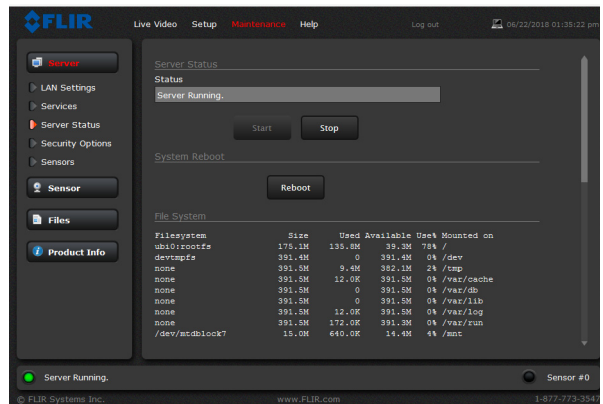 FLIR
Live Video Setup Maintenance Help Log out 06/22/2018 01:35:22 pm
Server
LAN Settings
Services
Server Status
Security Options
Sensors
Sensor
Files
Product Info
Server Status
Status
Server Running.
Start Stop
System Reboot
Reboot
File System
Filesystem Size Used Available Use% Mounted on
ubi0:rootfs 175.1M 135.8M 39.3M 78% /
devtmpfs 391.4M 0 391.4M 0% /dev
none 391.5M 9.4M 382.1M 2% /tmp
none 391.5M 12.0K 391.5M 0% /var/cache
none 391.5M 0 391.5M 0% /var/db
none 391.5M 0 391.5M 0% /var/lib
none 391.5M 12.0K 391.5M 0% /var/log
none 391.5M 172.0K 391.3M 0% /var/run
/dev/mtdblock7 15.0M 640.0K 14.4M 4% /mnt
Server Running. Sensor #0
© FLIR Systems Inc. www.FLIR.com 1-877-773-3547